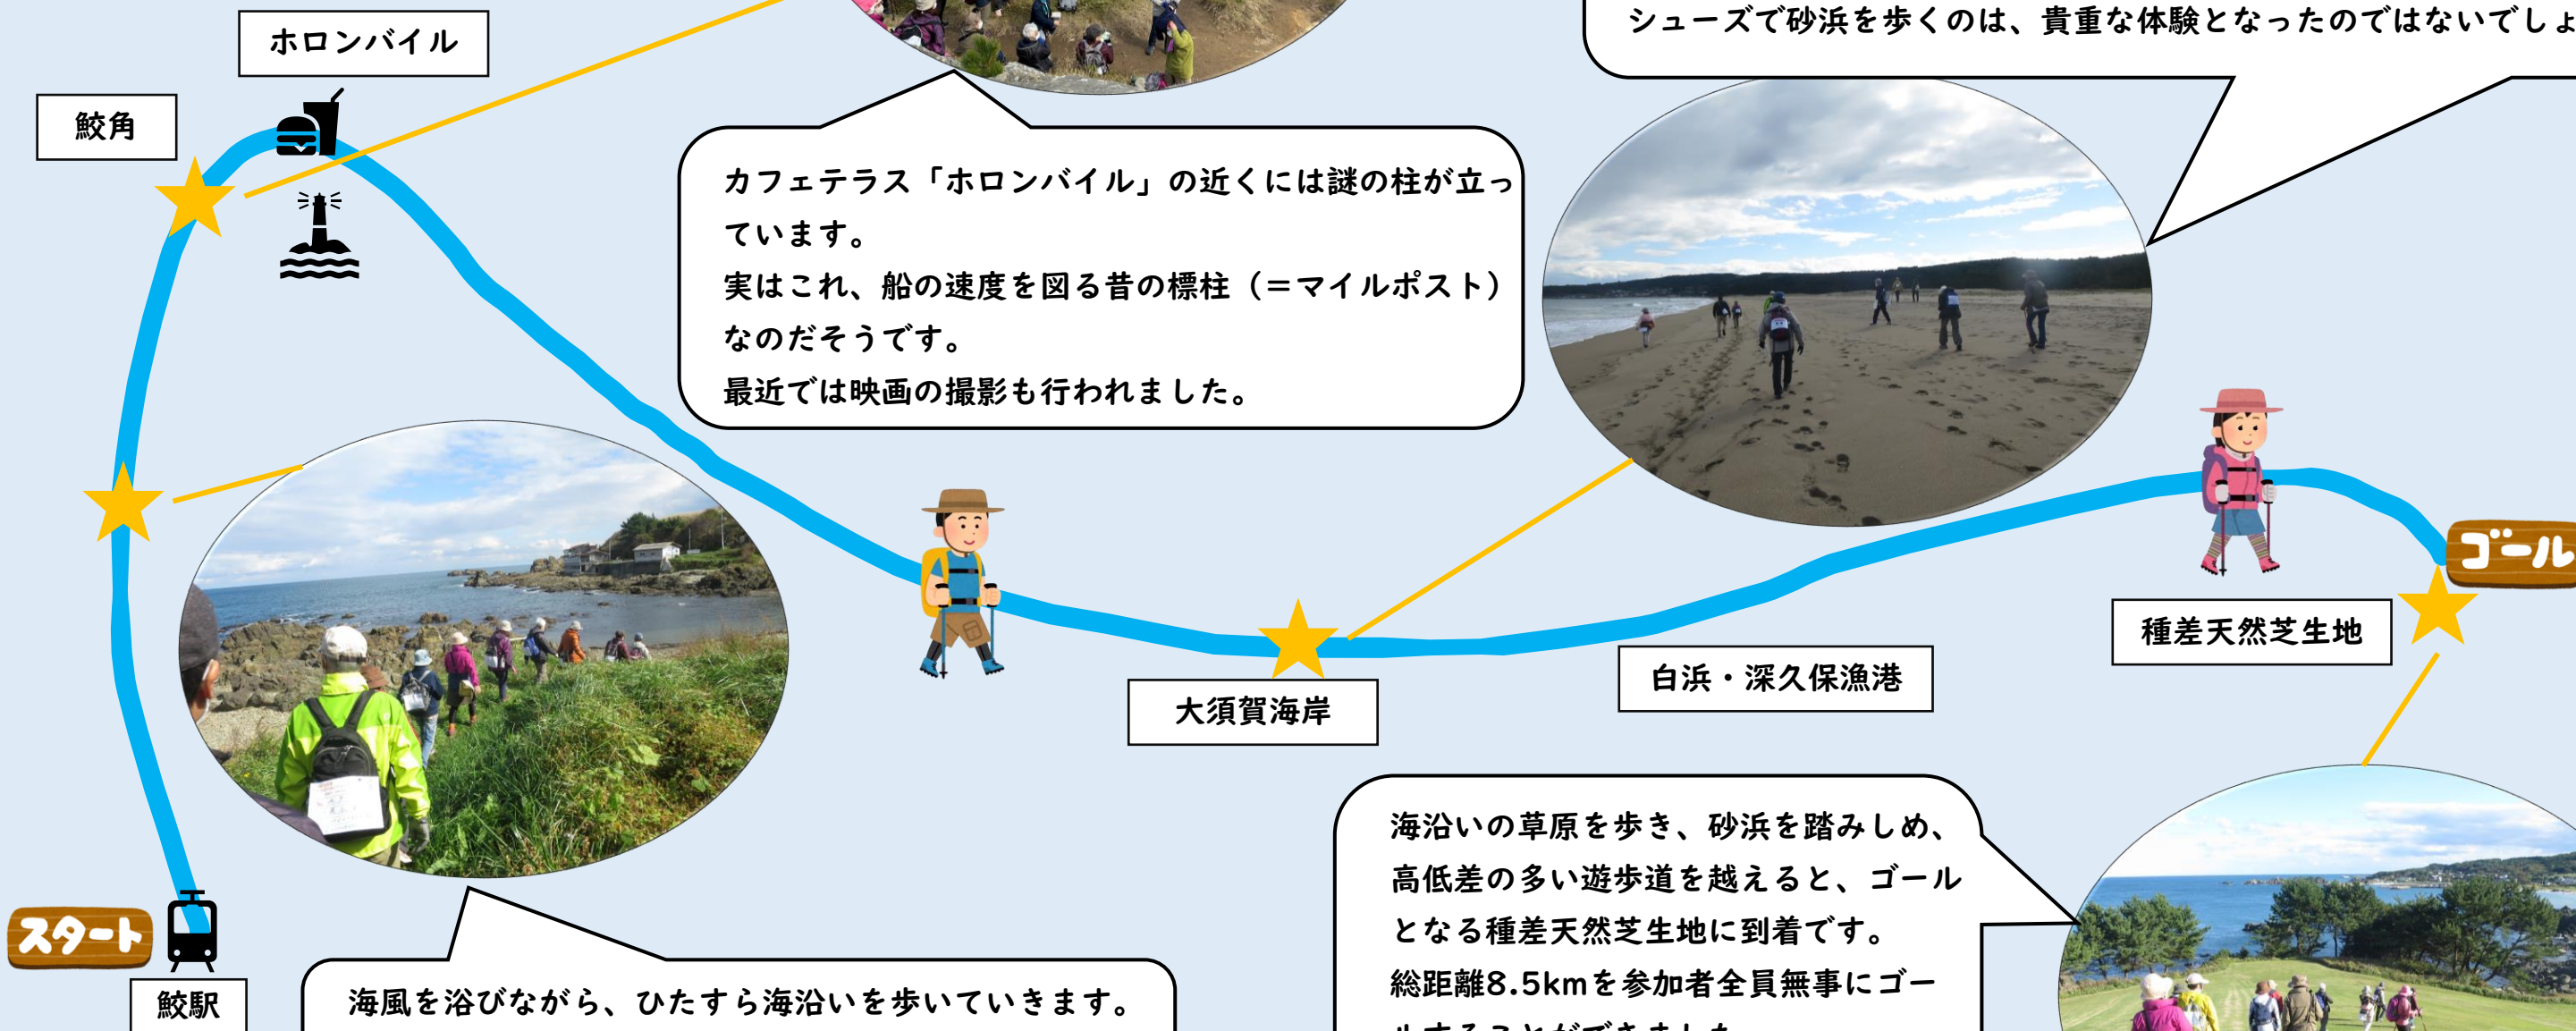 シューズで砂浜を歩くのは、貴重な体験となったのではないでしょ
ホロンバイル
鮫角
カフェテラス「ホロンバイル」の近くには謎の柱が立っ
ています。
実はこれ、船の速度を図る昔の標柱（＝マイルポスト）
なのだそうです。
最近では映画の撮影も行われました。
ゴール
種差天然芝生地
白浜・深久保漁港
大須賀海岸
海沿いの草原を歩き、砂浜を踏みしめ、
高低差の多い遊歩道を越えると、ゴール
となる種差天然芝生地に到着です。
総距離8.5kmを参加者全員無事にゴー
ルすることができました
スタート
鮫駅
海風を浴びながら、ひたすら海沿いを歩いていきます。